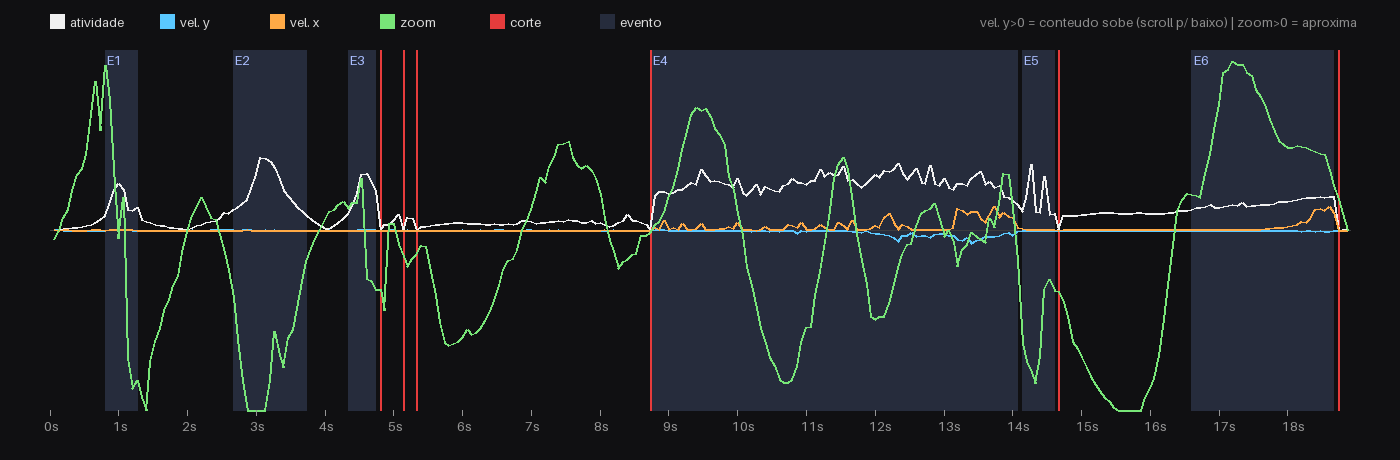 atividade vel. y vel. x zoom corte evento vel. y>0 = conteudo sobe (scroll p/ baixo) | zoom>0 = aproxima
E1 E2 E3 E4 E5 E6
0s 1s 2s 3s 4s 5s 6s 7s 8s 9s 10s 11s 12s 13s 14s 15s 16s 17s 18s